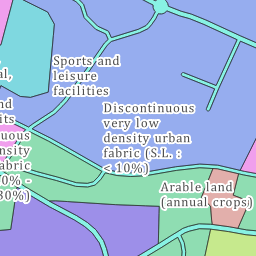 Sports and
leisure
facilities
al,
nd
its
uous
nsity
abric
0% -
30%)
Discontinuous
very low
density urban
fabric (S.L. :
< 10%)
Arable land
(annual crops)